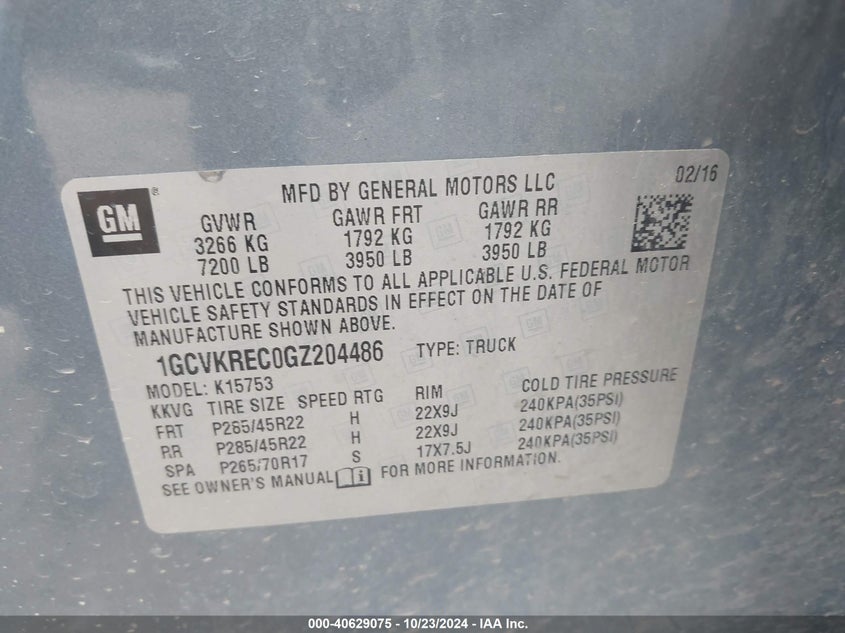 GM®
MFD BY GENERAL MOTORS LLC
02/16
GVWR GAWR FRT GAWR RR
3266 KG 1792 KG 1792 KG
7200 LB 3950 LB 3950 LB
THIS VEHICLE CONFORMS TO ALL APPLICABLE U.S. FEDERAL MOTOR
VEHICLE SAFETY STANDARDS IN EFFECT ON THE DATE OF
MANUFACTURE SHOWN ABOVE.
1GCVKREC0GZ204486 TYPE: TRUCK
MODEL: K15753
KKVG TIRE SIZE SPEED RTG RIM COLD TIRE PRESSURE
FRT P265/45R22 H 22X9J 240KPA(35PSI)
RR P285/45R22 H 22X9J 240KPA(35PSI)
SPA P265/70R17 S 17X7.5J 240KPA(35PSI)
SEE OWNER'S MANUAL i FOR MORE INFORMATION.
000-40629075 - 10/23/2024 - IAA Inc.